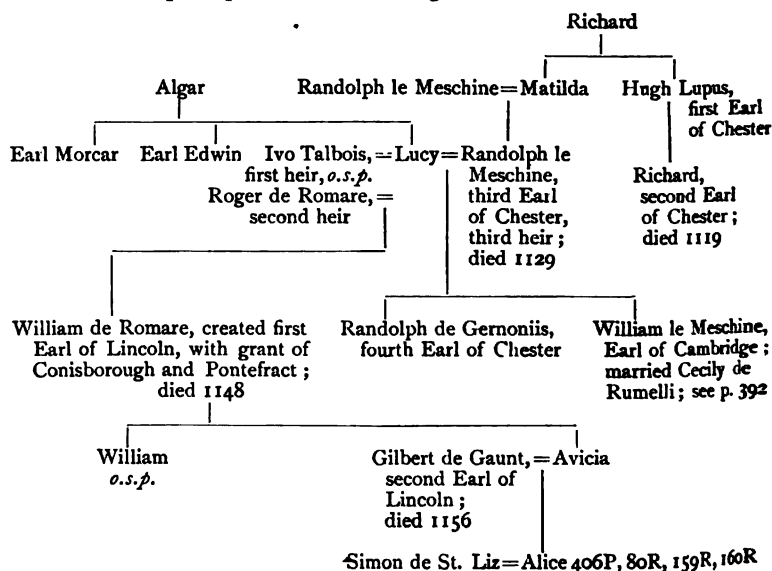 Richard
Algar
Randolph le Meschine=Matilda
Hugh Lupus,
first Earl
of Chester
Earl Morcar
Earl Edwin
Ivo Talbois,
first heir, o.s.p.
Roger de Romare,=
second heir
=Lucy=
Randolph le
Meschine,
third Earl
of Chester,
third heir;
died 1129
Richard,
second Earl
of Chester;
died 1119
William de Romare, created first
Earl of Lincoln, with grant of
Conisborough and Pontefract;
died 1148
Randolph de Gernoniis,
fourth Earl of Chester
William le Meschine,
Earl of Cambridge;
married Cecily de
Rumelli; see p. 392
William
o.s.p.
Gilbert de Gaunt,=Avicia
second Earl of
Lincoln;
died 1156
Simon de St. Liz=Alice 406P, 80R, 159R, 160R